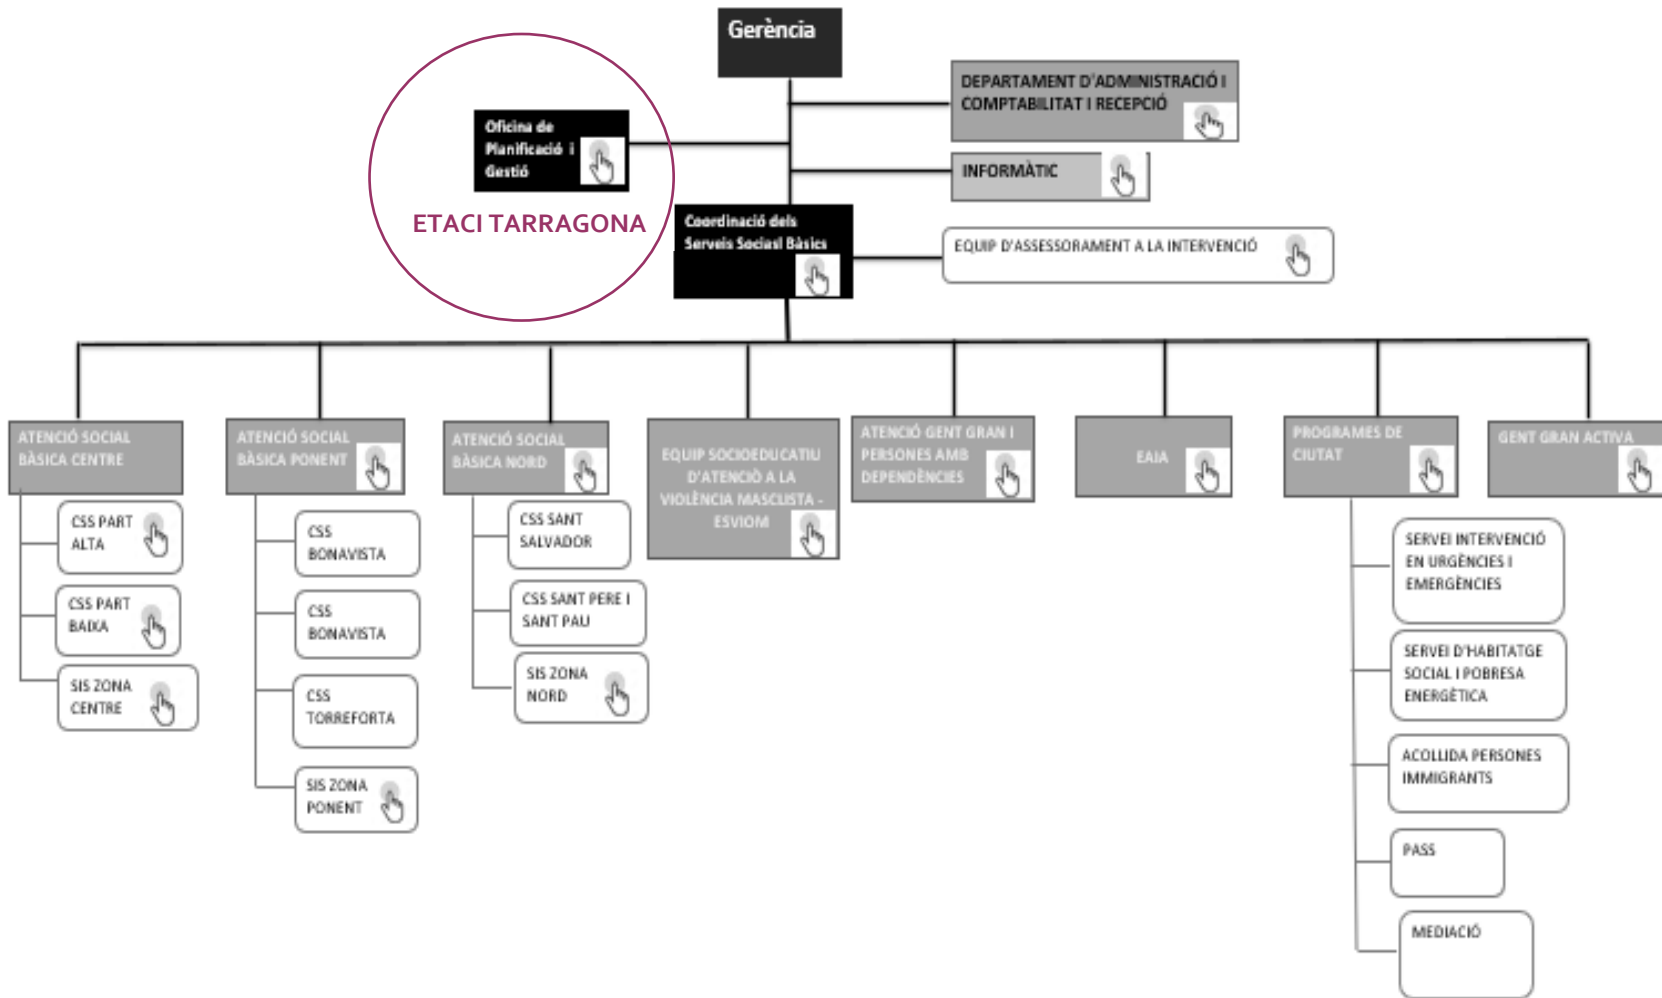 Gerència
DEPARTAMENT D'ADMINISTRACIÓ I
COMPTABILITAT I RECEPCIÓ
Oficina de
Planificació i
Gestió
INFORMÀTIC
ETACI TARRAGONA
Coordinació dels
Serveis Sociasl Bàsics
EQUIP D'ASSESSORAMENT A LA INTERVENCIÓ
ATENCIÓ SOCIAL
BÀSICA CENTRE
CSS PART
ALTA
CSS PART
BAIXA
SIS ZONA
CENTRE
ATENCIÓ SOCIAL
BÀSICA PONENT
CSS
BONAVISTA
CSS
BONAVISTA
CSS
TORREFORTA
SIS ZONA
PONENT
ATENCIÓ SOCIAL
BÀSICA NORD
CSS SANT
SALVADOR
CSS SANT PERE I
SANT PAU
SIS ZONA
NORD
EQUIP SOCIOEDUCATIU
D'ATENCIÒ A LA
VIOLÈNCIA MASCLISTA -
ESVIOM
ATENCIÓ GENT GRAN I
PERSONES AMB
DEPENDÈNCIES
EAIA
PROGRAMES DE
CIUTAT
SERVEI INTERVENCIÓ
EN URGÈNCIES I
EMERGÈNCIES
SERVEI D'HABITATGE
SOCIAL I POBRESA
ENERGÈTICA
ACOLLIDA PERSONES
IMMIGRANTS
PASS
MEDIACIÓ
GENT GRAN ACTIVA